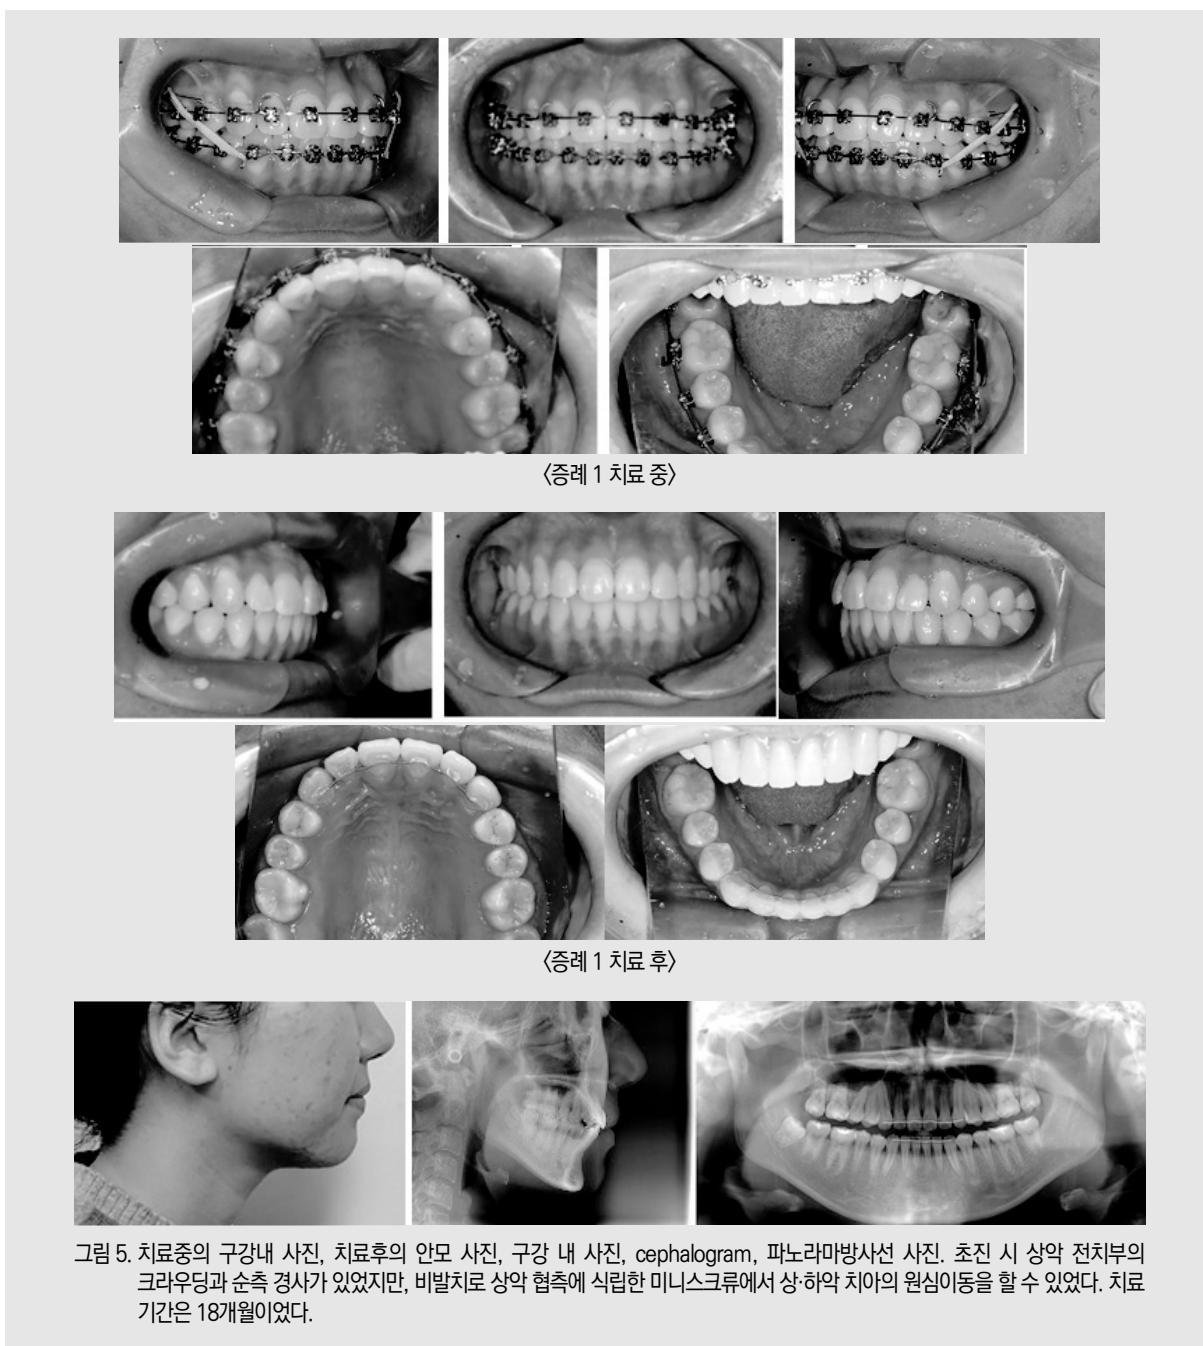 〈증례 1 치료 중〉
〈증례 1 치료 후〉
그림 5. 치료중의 구강내 사진, 치료후의 안모 사진, 구강 내 사진, cephalogram, 파노라마방사선 사진. 초진 시 상악 전치부의
크라우딩과 순측 경사가 있었지만, 비발치로 상악 협측에 식립한 미니스크류에서 상·하악 치아의 원심이동을 할 수 있었다. 치료
기간은 18개월이었다.